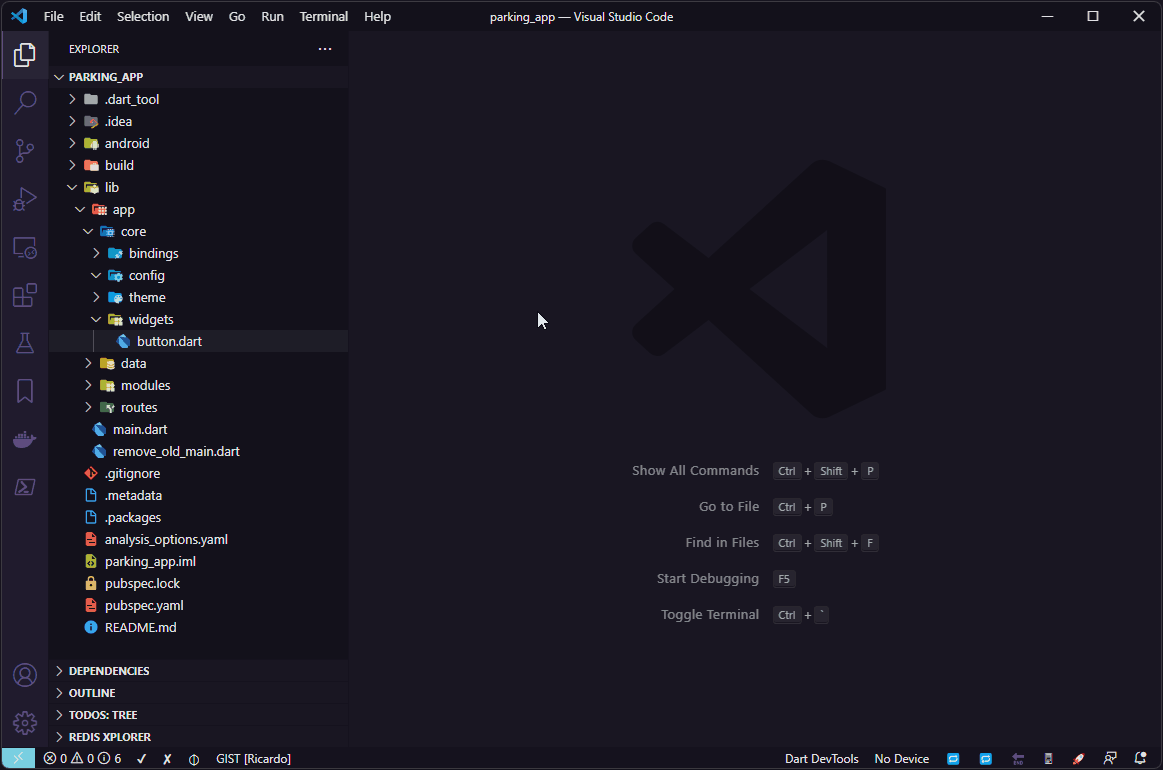 File Edit Selection View Go Run Terminal Help parking_app — Visual Studio Code
EXPLORER
PARKING_APP
.dart_tool
.idea
android
build
lib
app
core
bindings
config
theme
widgets
button.dart
data
modules
routes
main.dart
remove_old_main.dart
.gitignore
.metadata
.packages
analysis_options.yaml
parking_app.iml
pubspec.lock
pubspec.yaml
README.md
DEPENDENCIES
OUTLINE
TODOS: TREE
REDIS XPLORER
Show All Commands Ctrl + Shift + P
Go to File Ctrl + P
Find in Files Ctrl + Shift + F
Start Debugging F5
Toggle Terminal Ctrl + `
0 0 6 GIST [Ricardo] Dart DevTools No Device